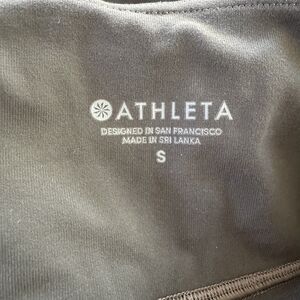 ATHLETA
DESIGNED IN SAN FRANCISCO
MADE IN SRI LANKA
S